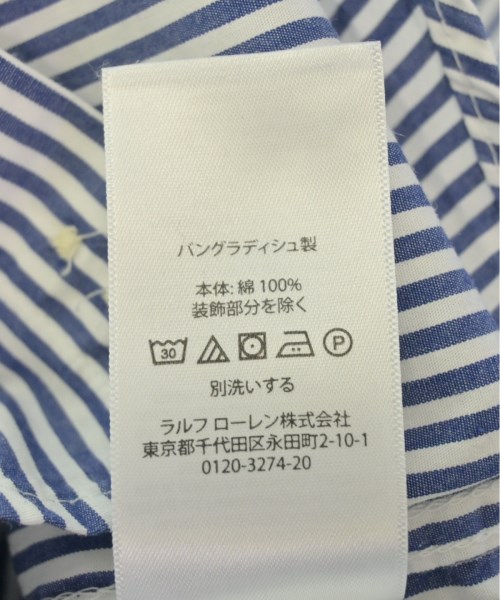 バングラディシュ製
本体: 綿 100%
装飾部分を除く
30 P
別洗いする
ラルフ ローレン株式会社
東京都千代田区永田町2-10-1
0120-3274-20